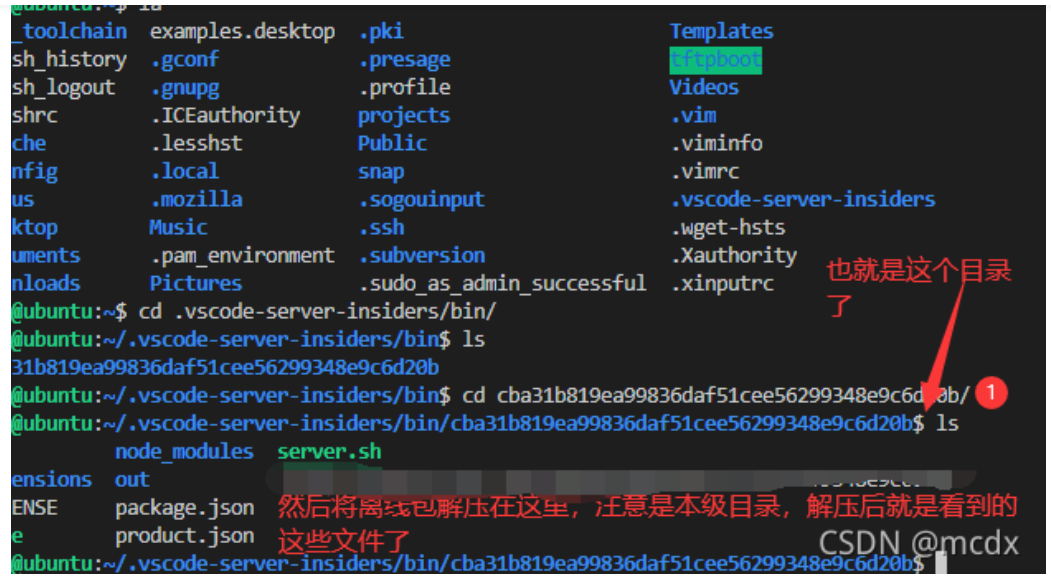 @ubuntu:~$ la
_toolchain examples.desktop .pki Templates
sh_history .gconf .presage tftpboot
sh_logout .gnupg .profile Videos
shrc .ICEauthority projects .vim
che .lesshst Public .viminfo
nfig .local snap .vimrc
us .mozilla .sogouinput .vscode-server-insiders
ktop Music .ssh .wget-hsts
uments .pam_environment .subversion .Xauthority
nloads Pictures .sudo_as_admin_successful .xinputrc
也就是这个目录
了
@ubuntu:~$ cd .vscode-server-insiders/bin/
@ubuntu:~/.vscode-server-insiders/bin$ ls
31b819ea99836daf51cee56299348e9c6d20b
@ubuntu:~/.vscode-server-insiders/bin$ cd cba31b819ea99836daf51cee56299348e9c6d20b/ 1
@ubuntu:~/.vscode-server-insiders/bin/cba31b819ea99836daf51cee56299348e9c6d20b$ ls
node_modules server.sh
ensions out
ENSE package.json 然后将离线包解压在这里，注意是本级目录，解压后就是看到的
e product.json 这些文件了
CSDN @mcdx
@ubuntu:~/.vscode-server-insiders/bin/cba31b819ea99836daf51cee56299348e9c6d20b$